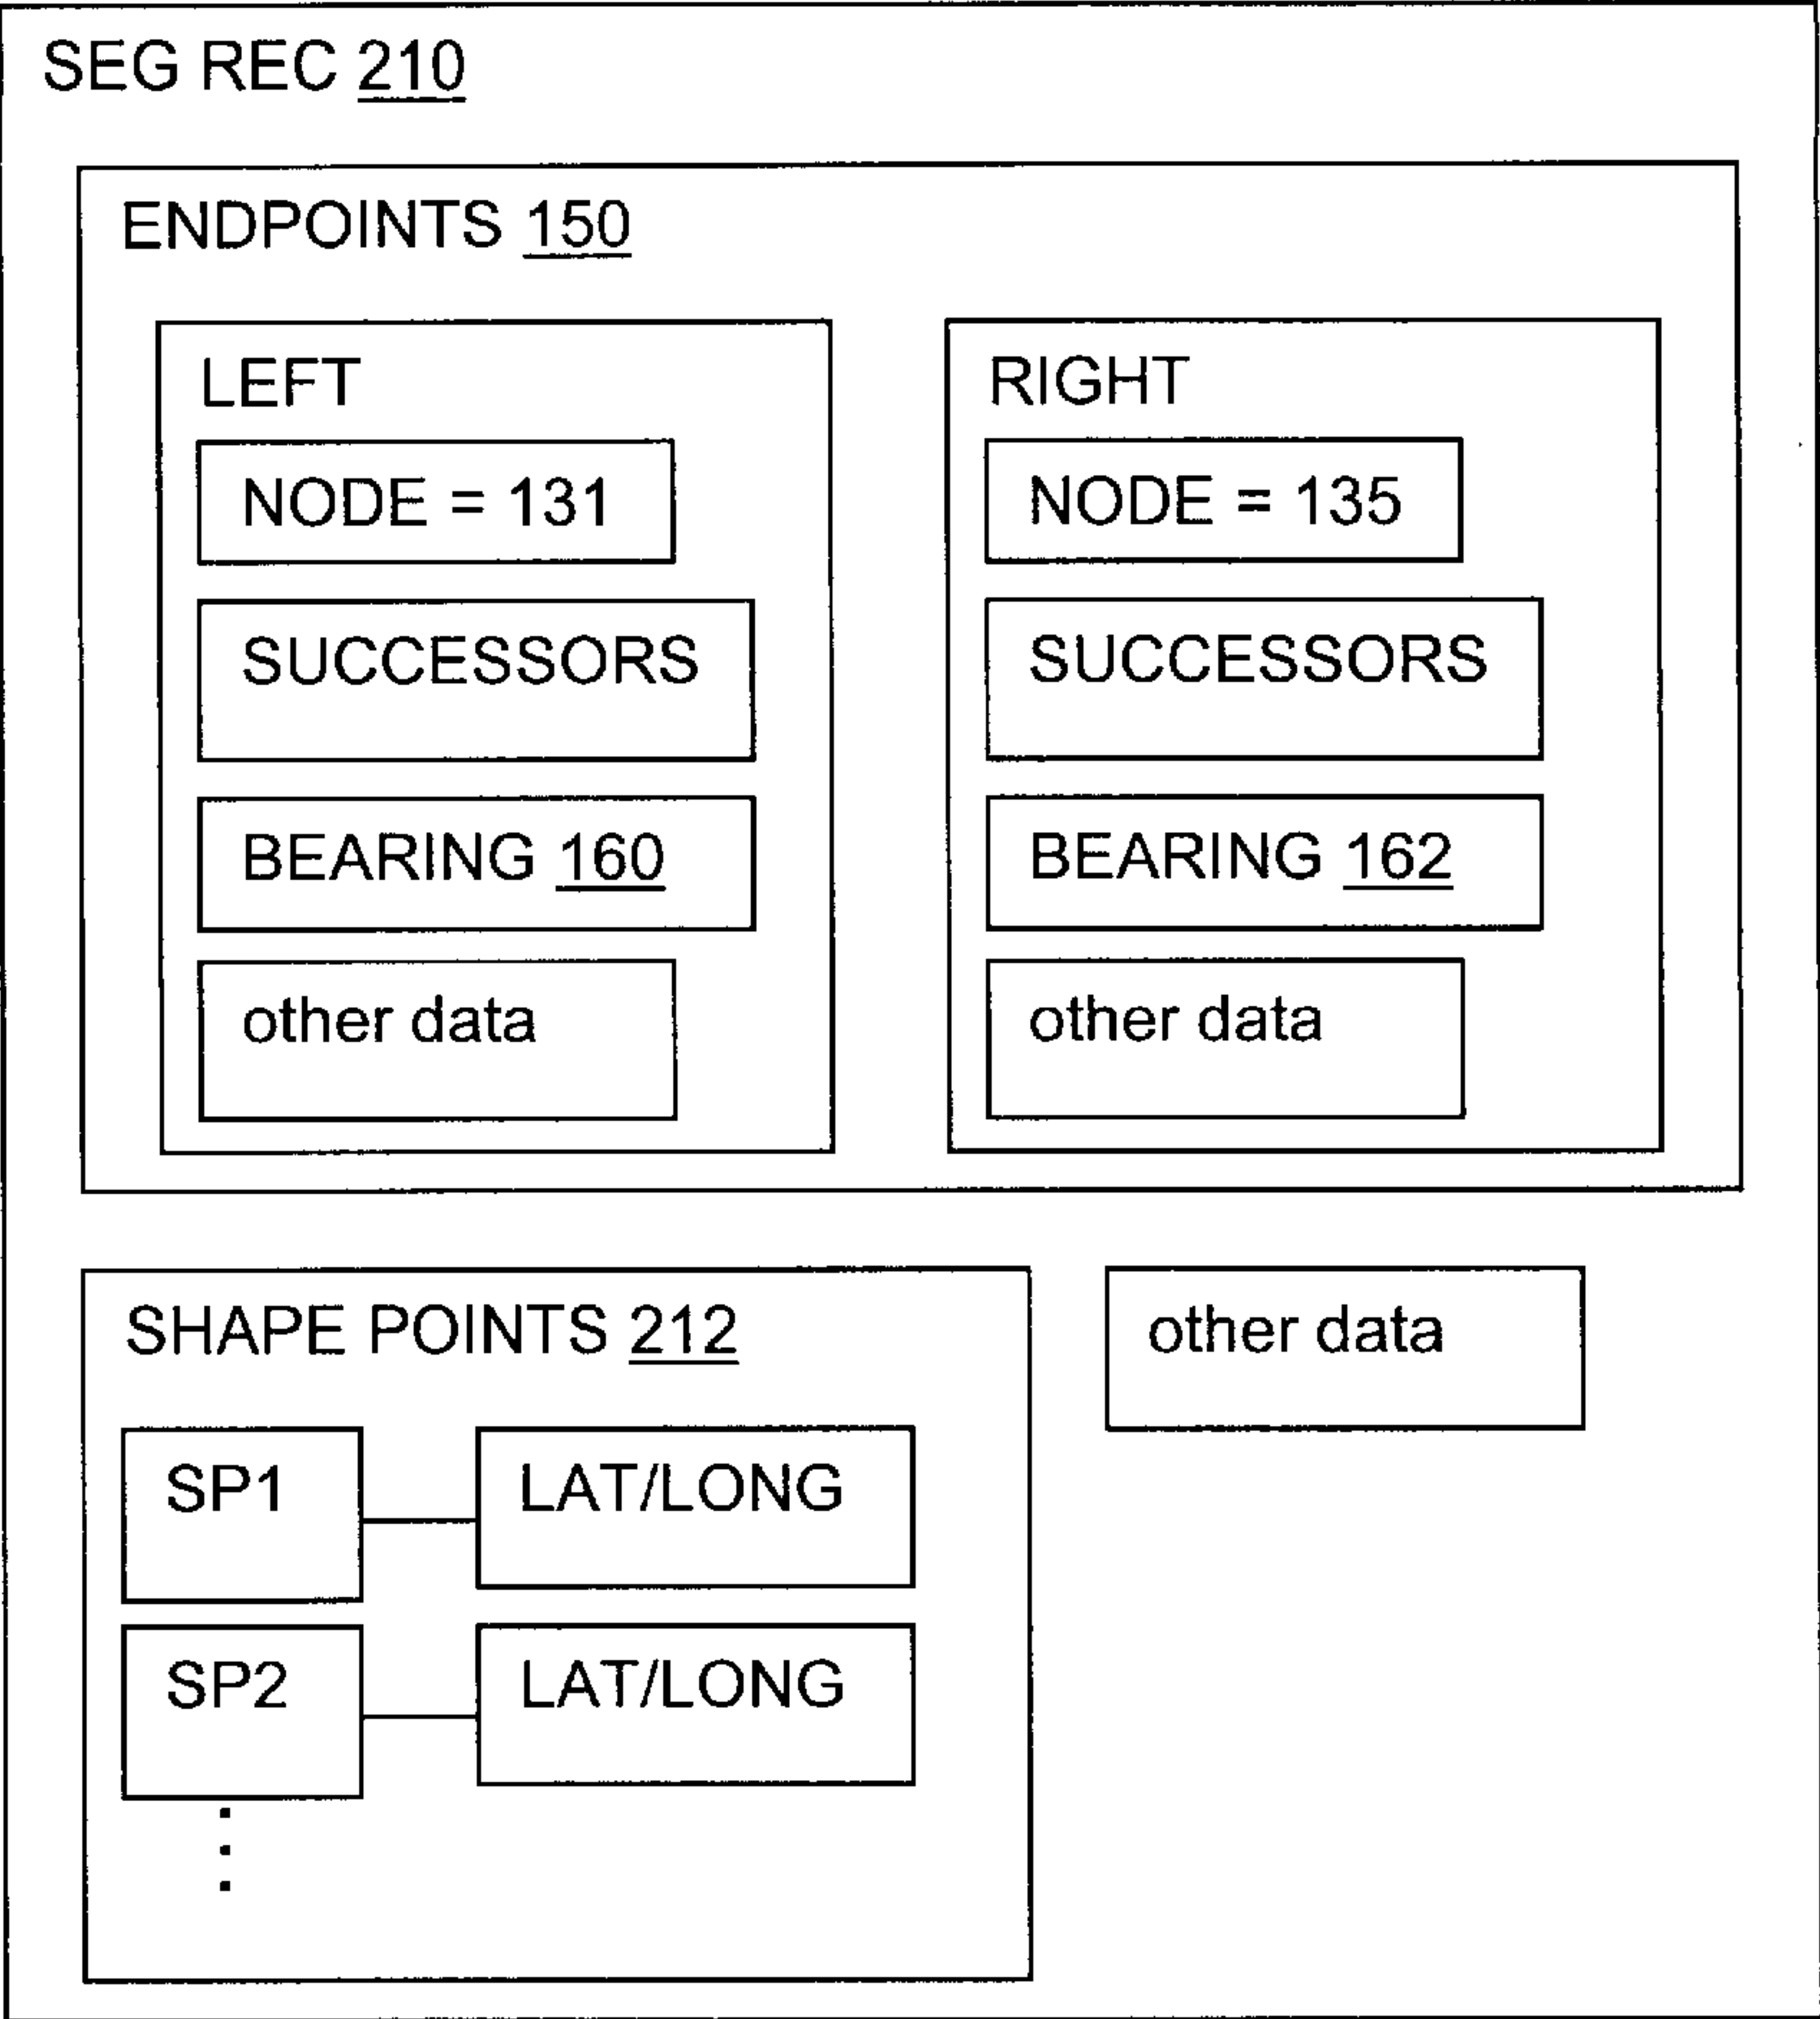 SEG REC 210
ENDPOINTS 150
LEFT
NODE = 131
SUCCESSORS
BEARING 160
other data
RIGHT
NODE = 135
SUCCESSORS
BEARING 162
other data
SHAPE POINTS 212
SP1
LAT/LONG
SP2
LAT/LONG
other data